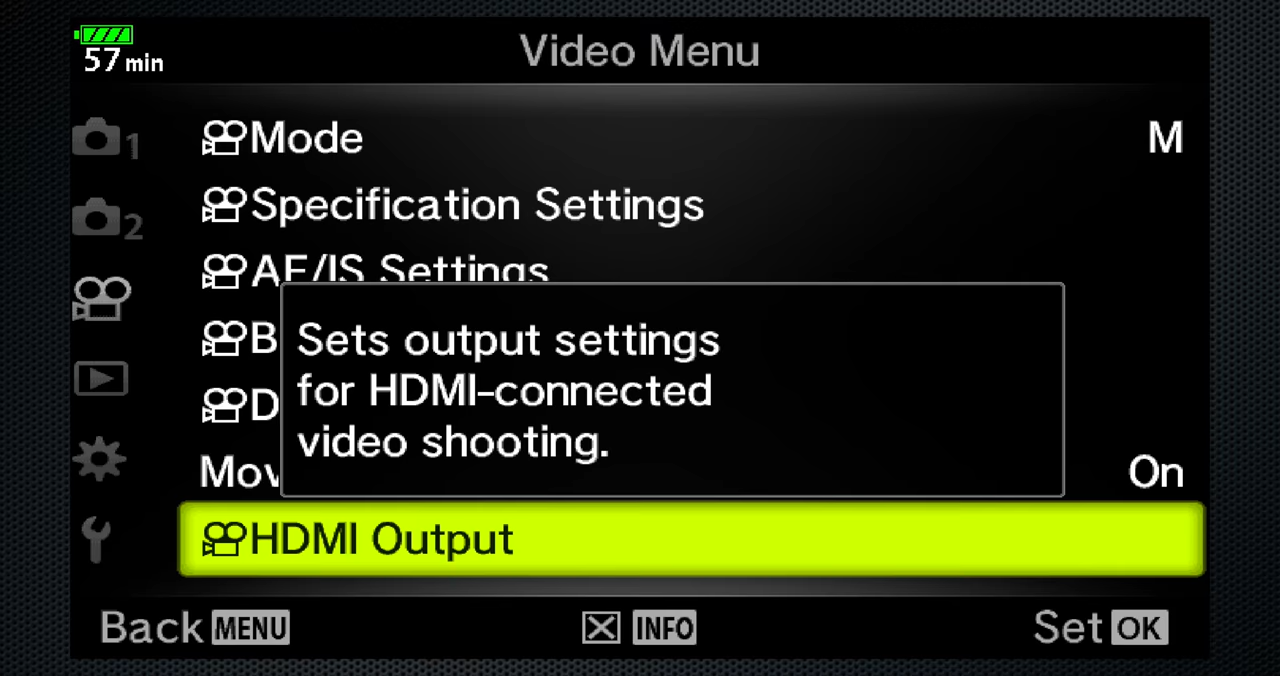 57 min
Video Menu
1
Mode M
2
Specification Settings
AF/IS Settings
B
Sets output settings
for HDMI-connected
D
video shooting.
Mov On
HDMI Output
Back MENU
INFO
Set OK